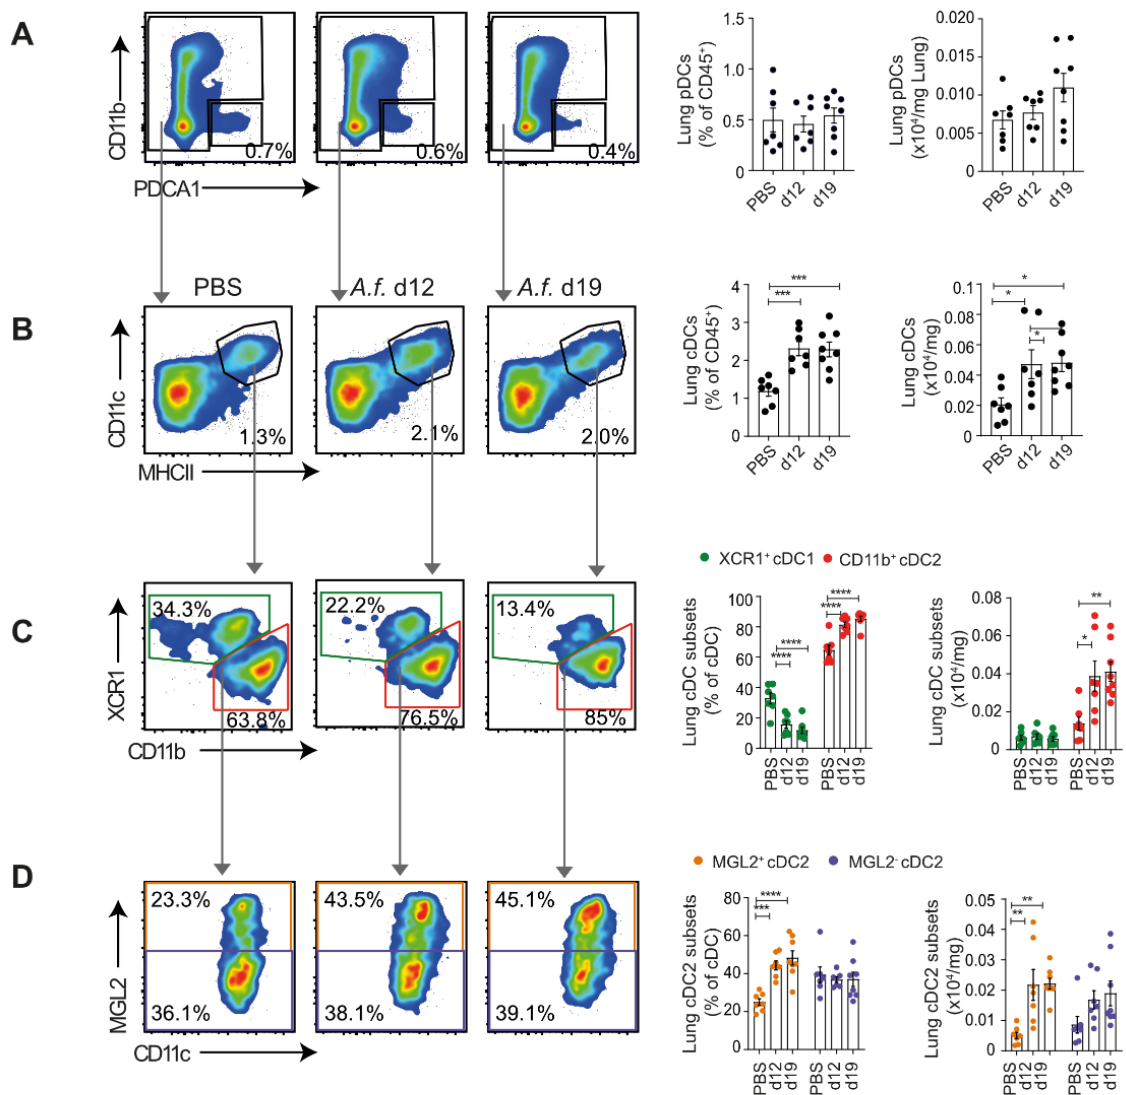 A
CD11b
0.7%
0.6%
0.4%
PDCA1
Lung pDCs
(% of CD45⁺)
1.5
1.0
0.5
0
PBS
d12
d19
Lung pDCs
(x10⁴/mg Lung)
0.020
0.015
0.010
0.005
0
PBS
d12
d19
PBS
A.f. d12
A.f. d19
B
CD11c
1.3%
2.1%
2.0%
MHCII
Lung cDCs
(% of CD45⁺)
4
3
2
1
0
***
***
PBS
d12
d19
Lung cDCs
(x10⁴/mg)
0.1
0.08
0.06
0.04
0.02
0
*
*
*
PBS
d12
d19
XCR1⁺ cDC1
CD11b⁺ cDC2
C
XCR1
34.3%
22.2%
13.4%
63.8%
76.5%
85%
CD11b
Lung cDC subsets
(% of cDC)
100
80
60
40
20
0
****
****
****
****
PBS
d12
d19
PBS
d12
d19
Lung cDC subsets
(x10⁴/mg)
0.08
0.06
0.04
0.02
0
**
*
PBS
d12
d19
PBS
d12
d19
MGL2⁺ cDC2
MGL2⁻ cDC2
D
MGL2
23.3%
43.5%
45.1%
36.1%
38.1%
39.1%
CD11c
Lung cDC2 subsets
(% of cDC)
80
60
40
20
0
****
***
PBS
d12
d19
PBS
d12
d19
Lung cDC2 subsets
(x10⁴/mg)
0.05
0.04
0.03
0.02
0.01
0
**
**
PBS
d12
d19
PBS
d12
d19